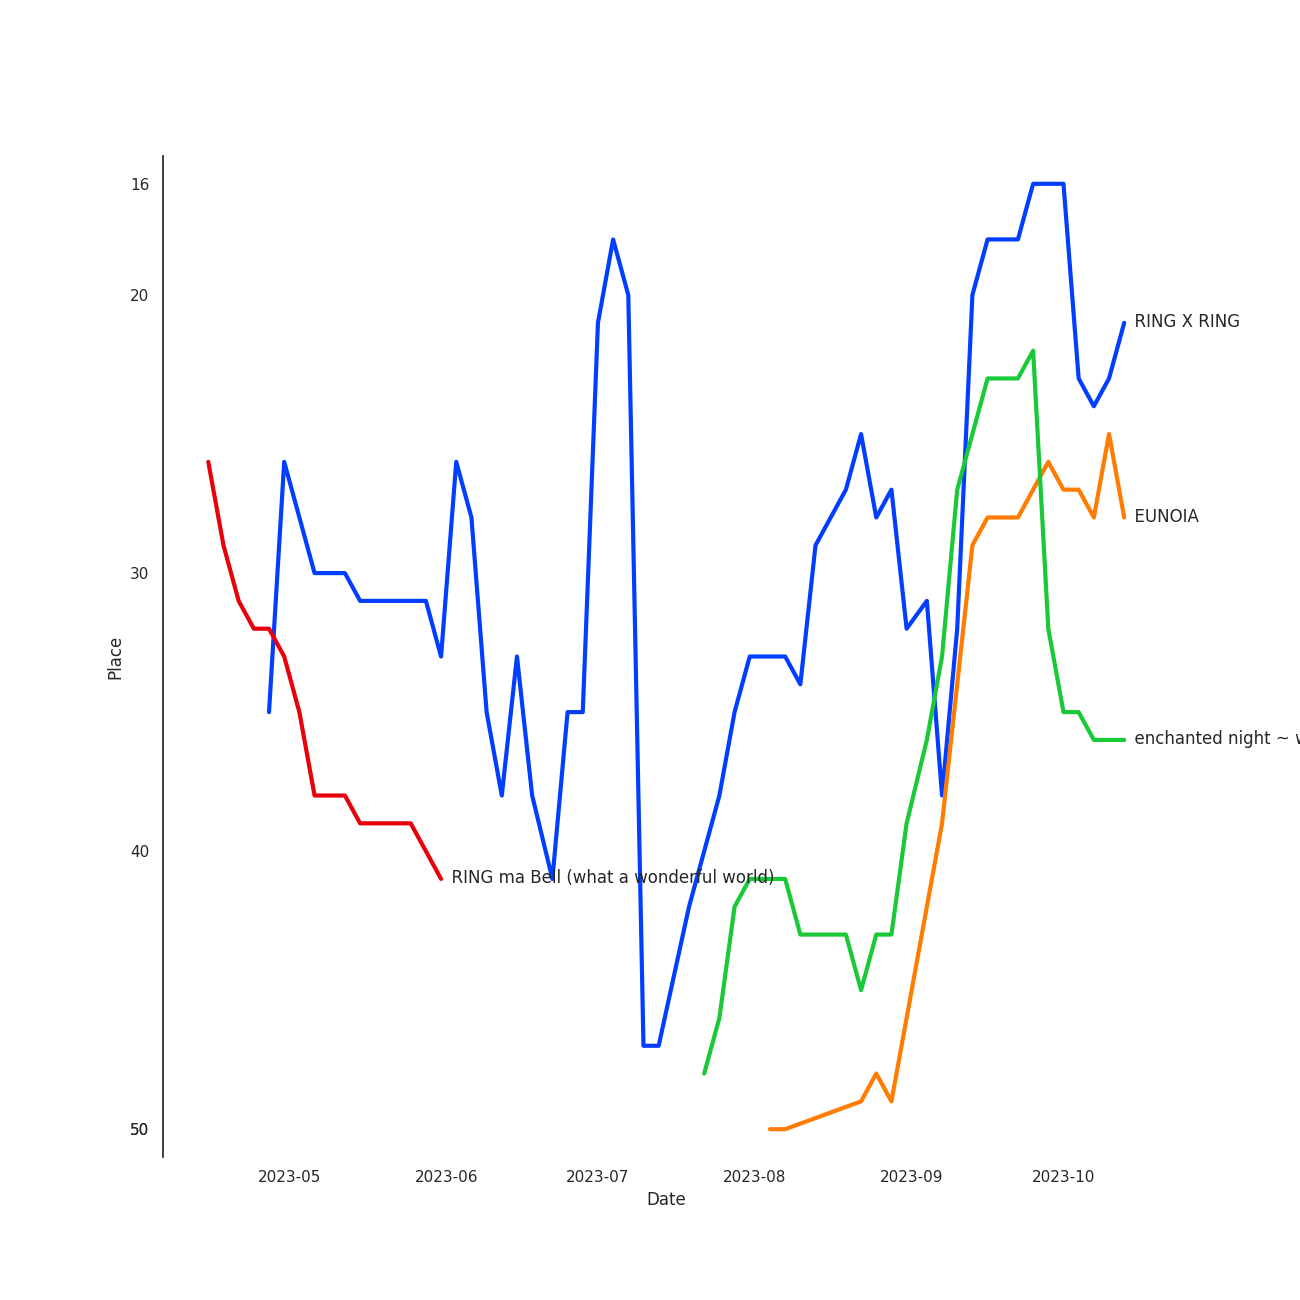 16
20
30
40
50
Place
2023-05
2023-06
2023-07
2023-08
2023-09
2023-10
Date
RING X RING
EUNOIA
enchanted night ~
RING ma Bell (what a wonderful world)